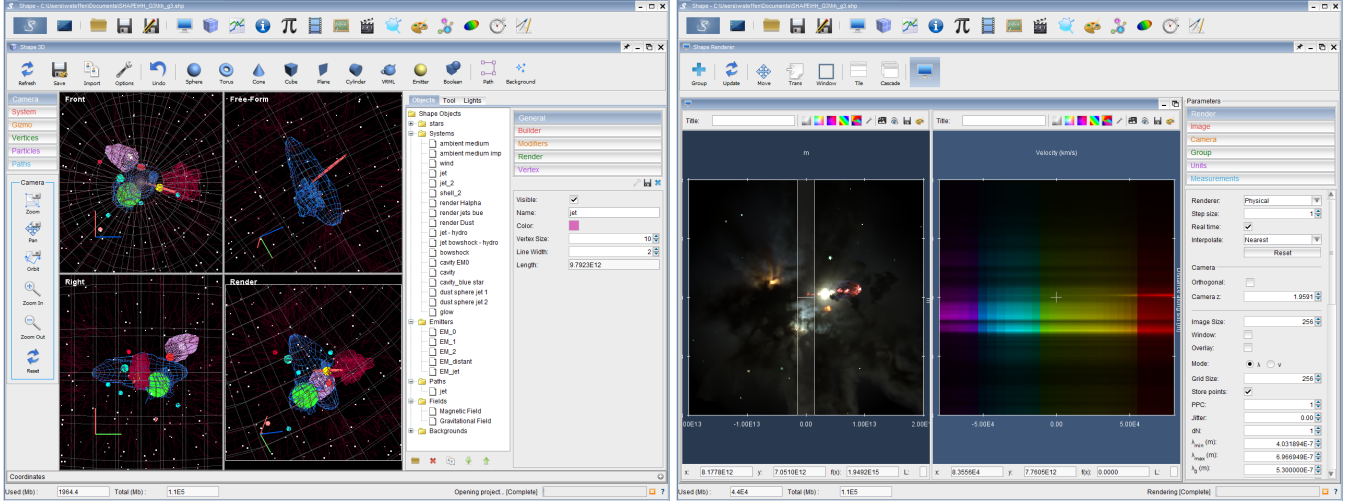 Shape - C:\Users\wsteffen\Documents\SHAPE\HH_G3\hh_g3.shp
Shape 3D
Refresh Save Import Options Undo Sphere Torus Cone Cube Plane Cylinder VRML Emitter Boolean Path Background
Camera
System
Gizmo
Vertices
Particles
Paths
Camera
Zoom
Pan
Orbit
Zoom In
Zoom Out
Reset
Front
Free-Form
Right
Render
Objects Tool Lights
Shape Objects
stars
Systems
ambient medium
ambient medium imp
wind
jet
jet_2
shell_2
render Halpha
render jets bue
render Dust
jet - hydro
jet bowshock - hydro
bowshock
cavity EM0
cavity
cavity_blue star
dust sphere jet 1
dust sphere jet 2
glow
Emitters
EM_0
EM_1
EM_2
EM_distant
EM_jet
Paths
jet
Fields
Magnetic Field
Gravitational Field
Backgrounds
General
Builder
Modifiers
Render
Vertex
Visible:
Name: jet
Color:
Vertex Size: 10
Line Width: 2
Length: 9.7923E12
Coordinates
Used (Mb) : 1964.4 Total (Mb) : 1.1E5 Opening project... [Complete] ?
Shape - C:\Users\wsteffen\Documents\SHAPE\HH_G3\hh_g3.shp
Shape Renderer
Group Update Move Trans Window Tile Cascade
Title:
m
-1.00E13 0.00 1.00E13
x: 8.1778E12 y: 7.0510E12 f(x): 1.9492E15 L:
Title:
Velocity (km/s)
-5.00E4 0.00 5.00E4
x: 8.3556E4 y: 7.7605E12 f(x): 0.0000 L:
Parameters
Render
Image
Camera
Group
Units
Measurements
Renderer: Physical
Step size: 1
Real time:
Interpolate: Nearest
Reset
Camera
Orthogonal:
Camera z: 1.9591
Image Size: 256
Window:
Overlay:
Mode: λ ν
Grid Size: 256
Store points:
PPC: 1
Jitter: 0.00
dN: 1
λmin (m): 4.031894E-7
λmax (m): 6.966949E-7
λ0 (m): 5.300000E-7
Used (Mb) : 4.4E4 Total (Mb) : 1.1E5 Rendering [Complete] ?